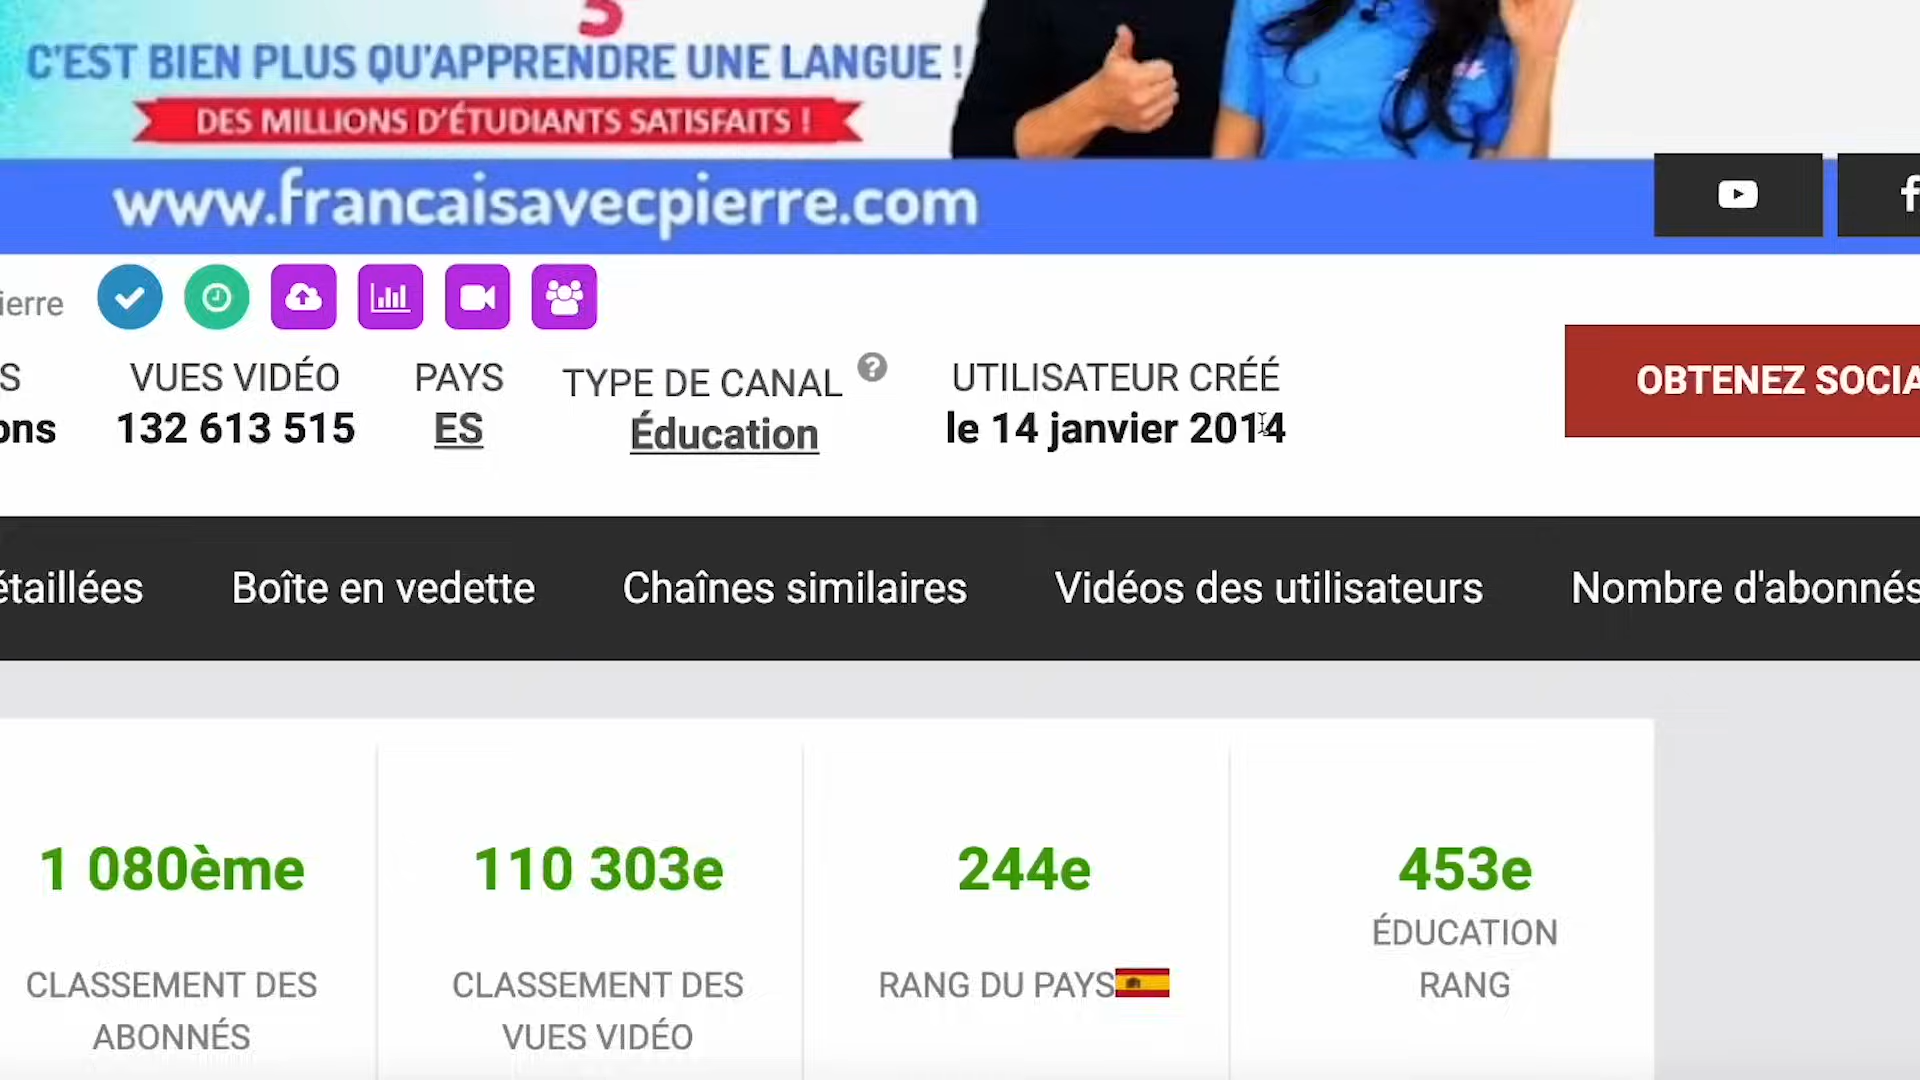 C'EST BIEN PLUS QU'APPRENDRE UNE LANGUE !
DES MILLIONS D'ÉTUDIANTS SATISFAITS !
www.francaisavecpierre.com
ierre
S
ons
VUES VIDÉO
132 613 515
PAYS
ES
TYPE DE CANAL ?
Éducation
UTILISATEUR CRÉÉ
le 14 janvier 2014
OBTENEZ SOCIA
étaillées
Boîte en vedette
Chaînes similaires
Vidéos des utilisateurs
Nombre d'abonnés
1 080ème
CLASSEMENT DES
ABONNÉS
110 303e
CLASSEMENT DES
VUES VIDÉO
244e
RANG DU PAYS
453e
ÉDUCATION
RANG